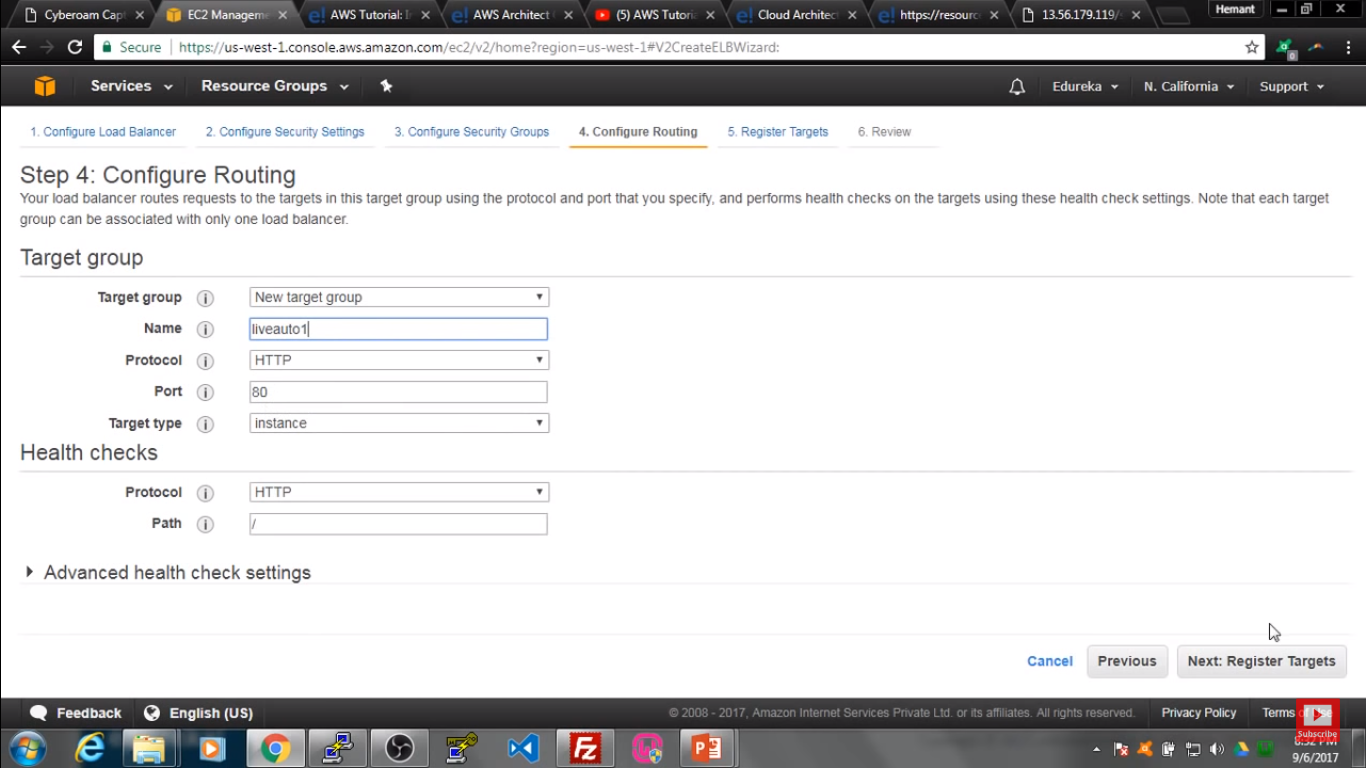 Cyberoam Capt
EC2 Managemen
AWS Tutorial: I
AWS Architect
(5) AWS Tutoria
Cloud Architect
https://resourc
13.56.179.119/
Hemant
Secure https://us-west-1.console.aws.amazon.com/ec2/v2/home?region=us-west-1#V2CreateELBWizard:
Services Resource Groups Edureka N. California Support
1. Configure Load Balancer 2. Configure Security Settings 3. Configure Security Groups 4. Configure Routing 5. Register Targets 6. Review
Step 4: Configure Routing
Your load balancer routes requests to the targets in this target group using the protocol and port that you specify, and performs health checks on the targets using these health check settings. Note that each target
group can be associated with only one load balancer.
Target group
Target group New target group
Name liveauto1
Protocol HTTP
Port 80
Target type instance
Health checks
Protocol HTTP
Path /
Advanced health check settings
Cancel Previous Next: Register Targets
Feedback English (US) © 2008 - 2017, Amazon Internet Services Private Ltd. or its affiliates. All rights reserved. Privacy Policy Terms of Use
Subscribe
9/6/2017